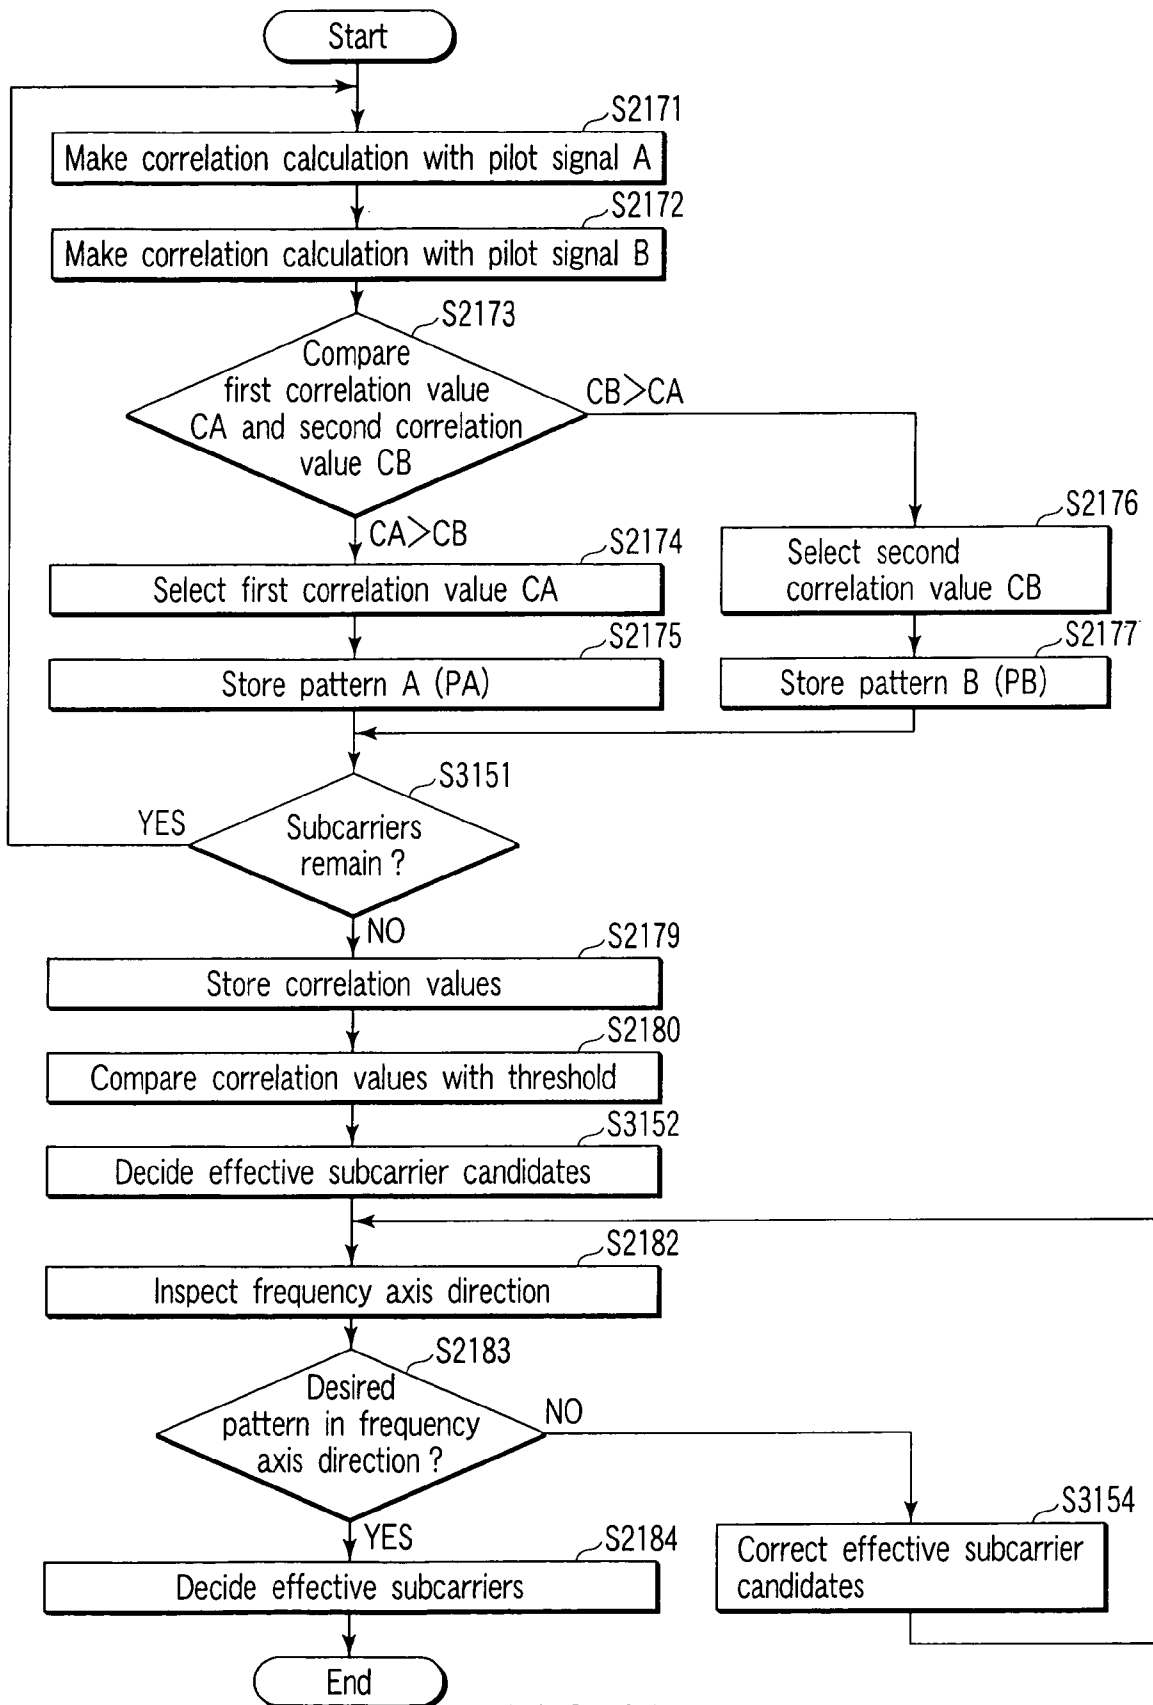 Start
S2171
Make correlation calculation with pilot signal A
S2172
Make correlation calculation with pilot signal B
S2173
Compare
first correlation value
CA and second correlation
value CB
CB>CA
CA>CB
S2174
Select first correlation value CA
S2176
Select second
correlation value CB
S2175
Store pattern A (PA)
S2177
Store pattern B (PB)
S3151
YES
Subcarriers
remain ?
NO
S2179
Store correlation values
S2180
Compare correlation values with threshold
S3152
Decide effective subcarrier candidates
S2182
Inspect frequency axis direction
S2183
Desired
pattern in frequency
axis direction ?
NO
YES
S3154
Correct effective subcarrier
candidates
S2184
Decide effective subcarriers
End